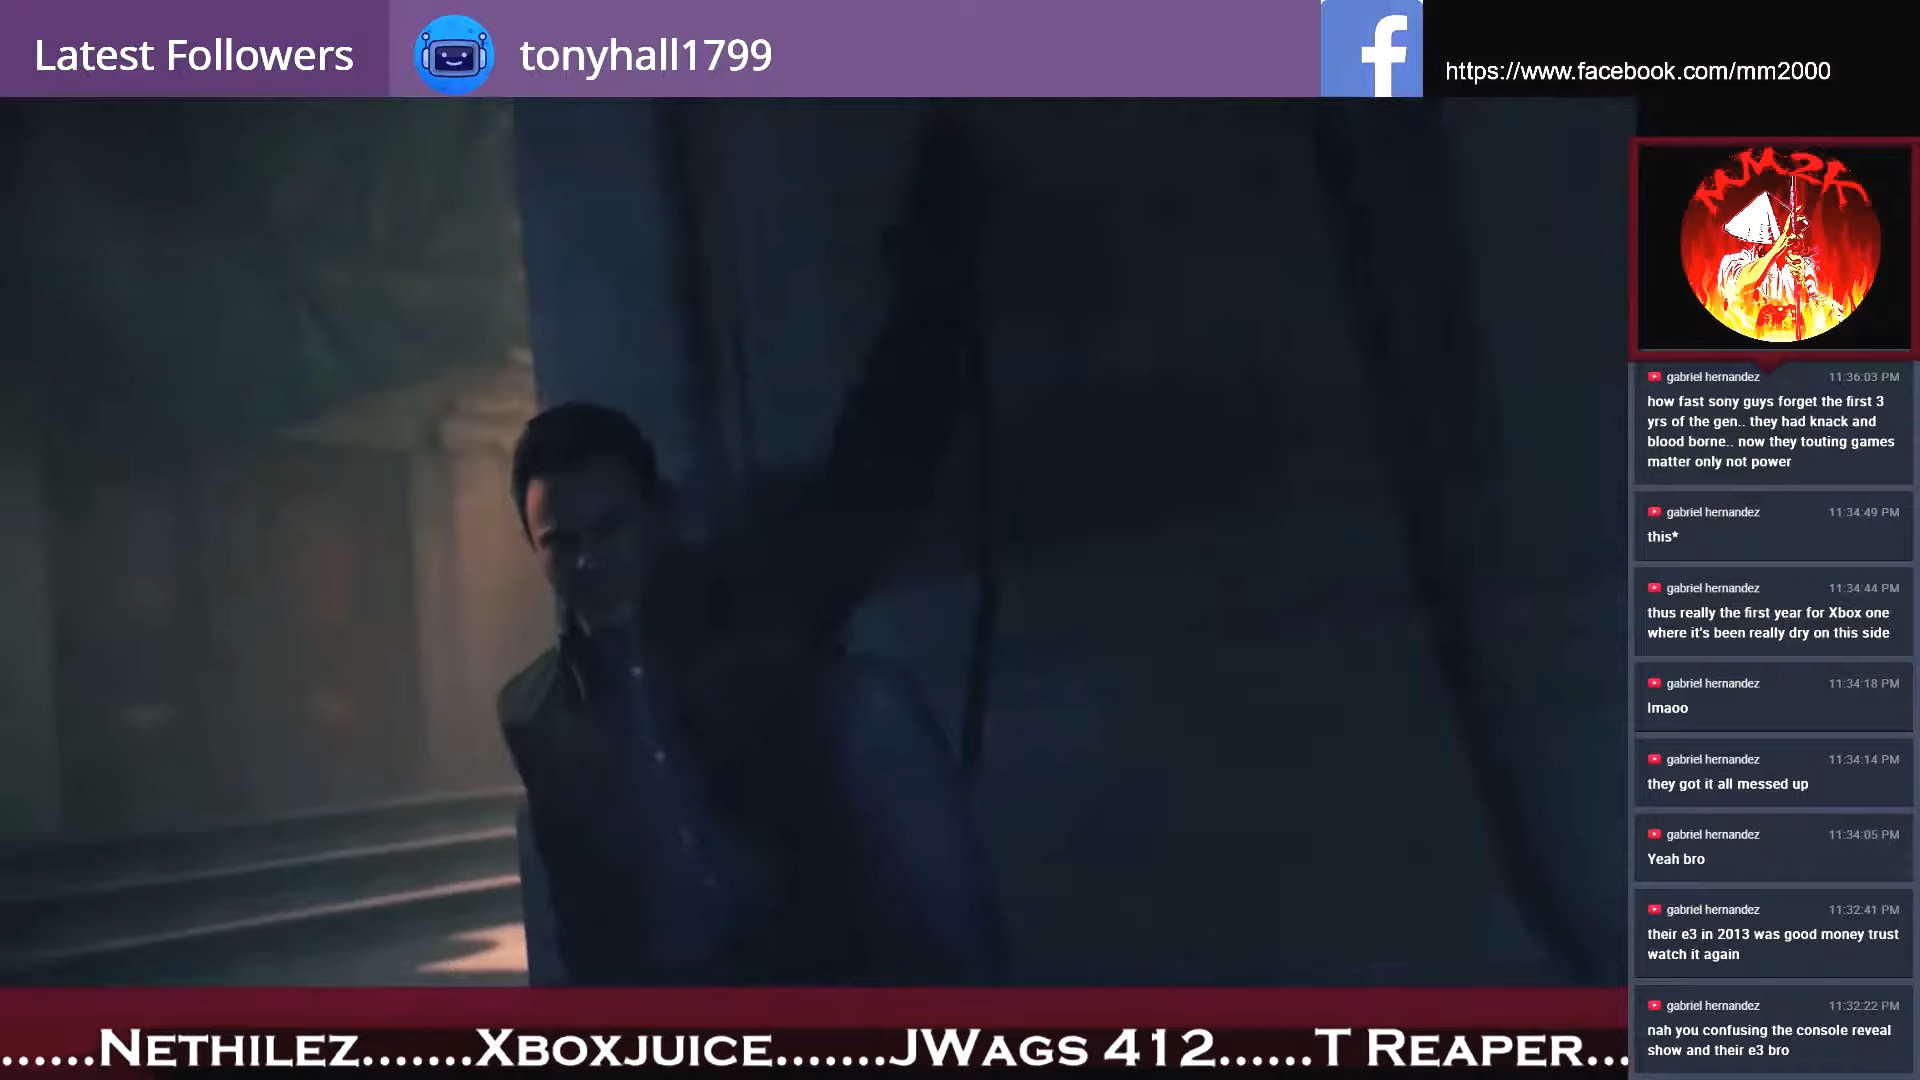 Latest Followers
tonyhall1799
https://www.facebook.com/mm2000
MM2K
gabriel hernandez 11:36:03 PM
how fast sony guys forget the first 3
yrs of the gen.. they had knack and
blood borne.. now they touting games
matter only not power
gabriel hernandez 11:34:49 PM
this*
gabriel hernandez 11:34:44 PM
thus really the first year for Xbox one
where it's been really dry on this side
gabriel hernandez 11:34:18 PM
lmaoo
gabriel hernandez 11:34:14 PM
they got it all messed up
gabriel hernandez 11:34:05 PM
Yeah bro
gabriel hernandez 11:32:41 PM
their e3 in 2013 was good money trust
watch it again
gabriel hernandez 11:32:22 PM
nah you confusing the console reveal
show and their e3 bro
......Nethilez.......Xboxjuice.......JWags 412......T Reaper...